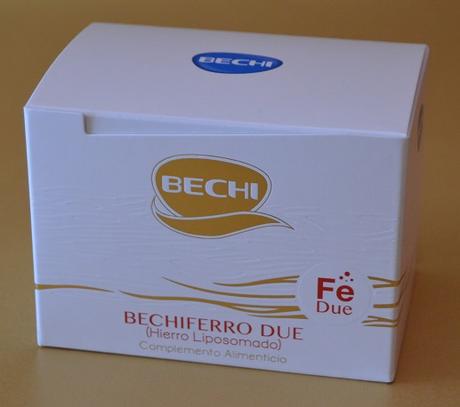 BECHI
BECHI
Fe
Due
BECHIFERRO DUE
(Hierro Liposomado)
Complemento Alimenticio